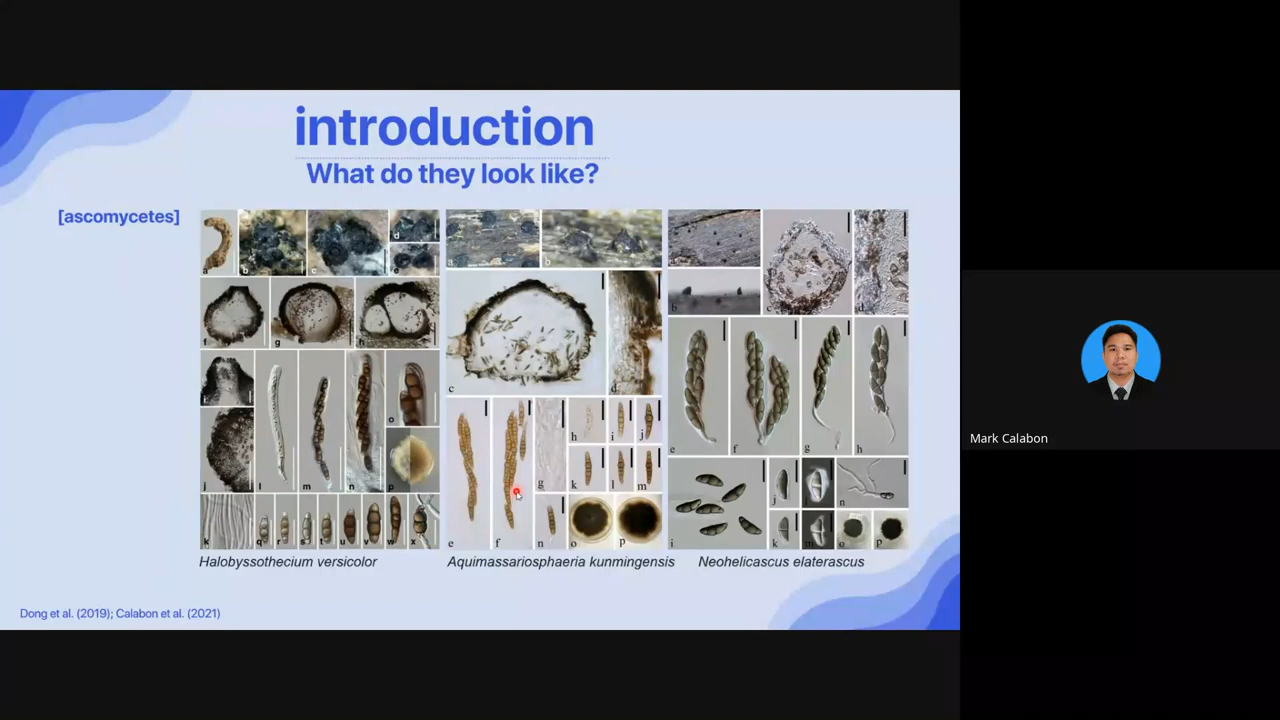 introduction
What do they look like?
[ascomycetes]
Halobyssothecium versicolor
Aquimassariosphaeria kunmingensis
Neohelicascus elaterascus
Dong et al. (2019); Calabon et al. (2021)
Mark Calabon